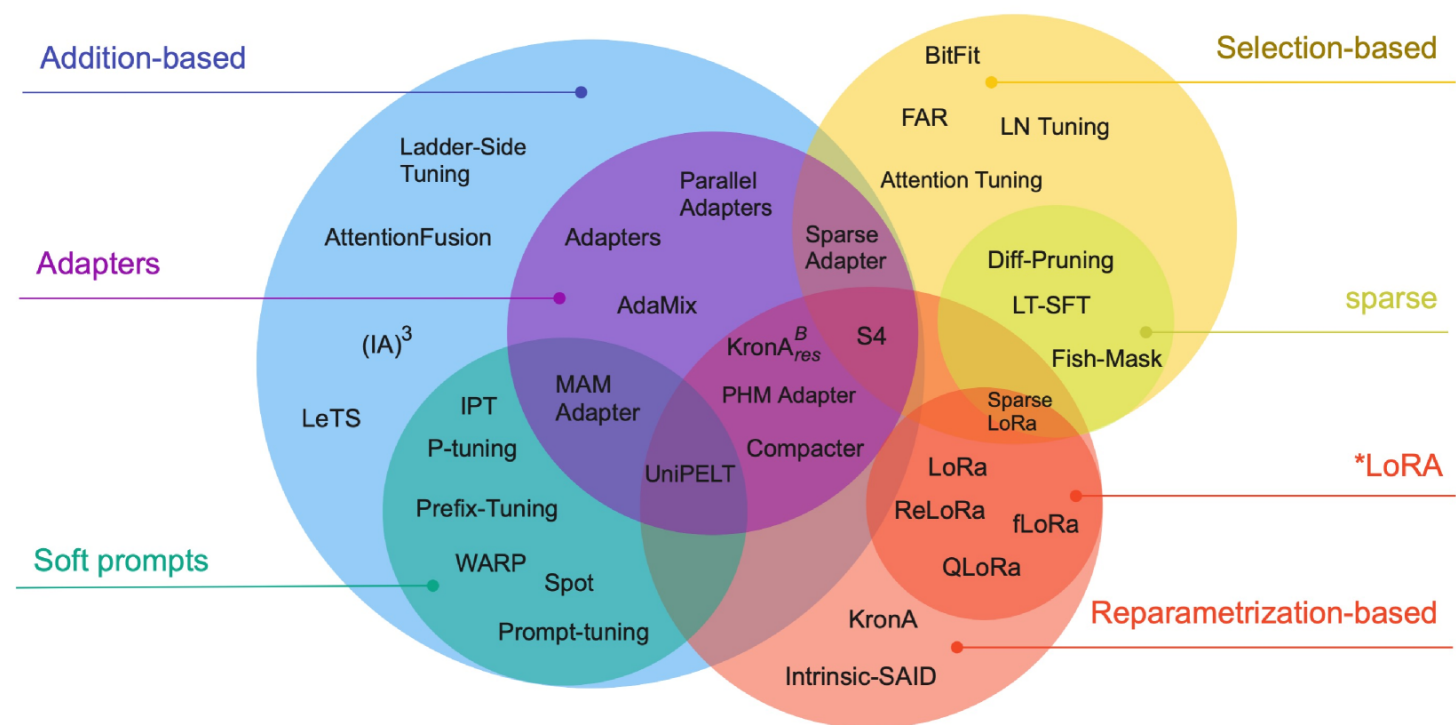 Addition-based
Selection-based
BitFit
FAR
LN Tuning
Ladder-Side
Tuning
Attention Tuning
Parallel
Adapters
AttentionFusion
Adapters
Sparse
Adapter
Adapters
Diff-Pruning
AdaMix
LT-SFT
sparse
(IA)³
KronA^B_res
S4
Fish-Mask
MAM
Adapter
PHM Adapter
Sparse
LoRa
LeTS
IPT
P-tuning
Compacter
UniPELT
LoRa
*LoRA
Prefix-Tuning
ReLoRa
fLoRa
Soft prompts
WARP
Spot
QLoRa
Prompt-tuning
KronA
Reparametrization-based
Intrinsic-SAID